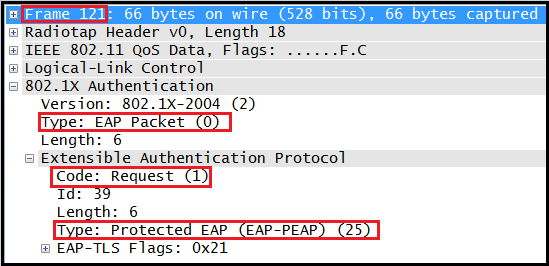 Frame 121: 66 bytes on wire (528 bits), 66 bytes captured
Radiotap Header v0, Length 18
IEEE 802.11 QoS Data, Flags: ......F.C
Logical-Link Control
802.1X Authentication
Version: 802.1X-2004 (2)
Type: EAP Packet (0)
Length: 6
Extensible Authentication Protocol
Code: Request (1)
Id: 39
Length: 6
Type: Protected EAP (EAP-PEAP) (25)
EAP-TLS Flags: 0x21